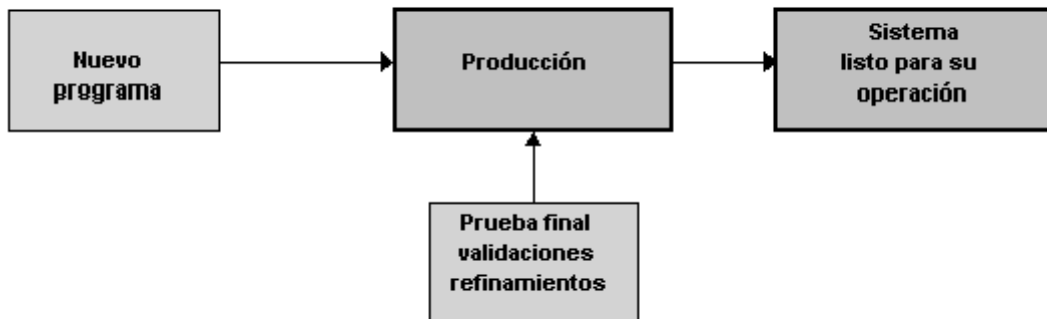 Nuevo
programa
Producción
Sistema
listo para su
operación
Prueba final
validaciones
refinamientos